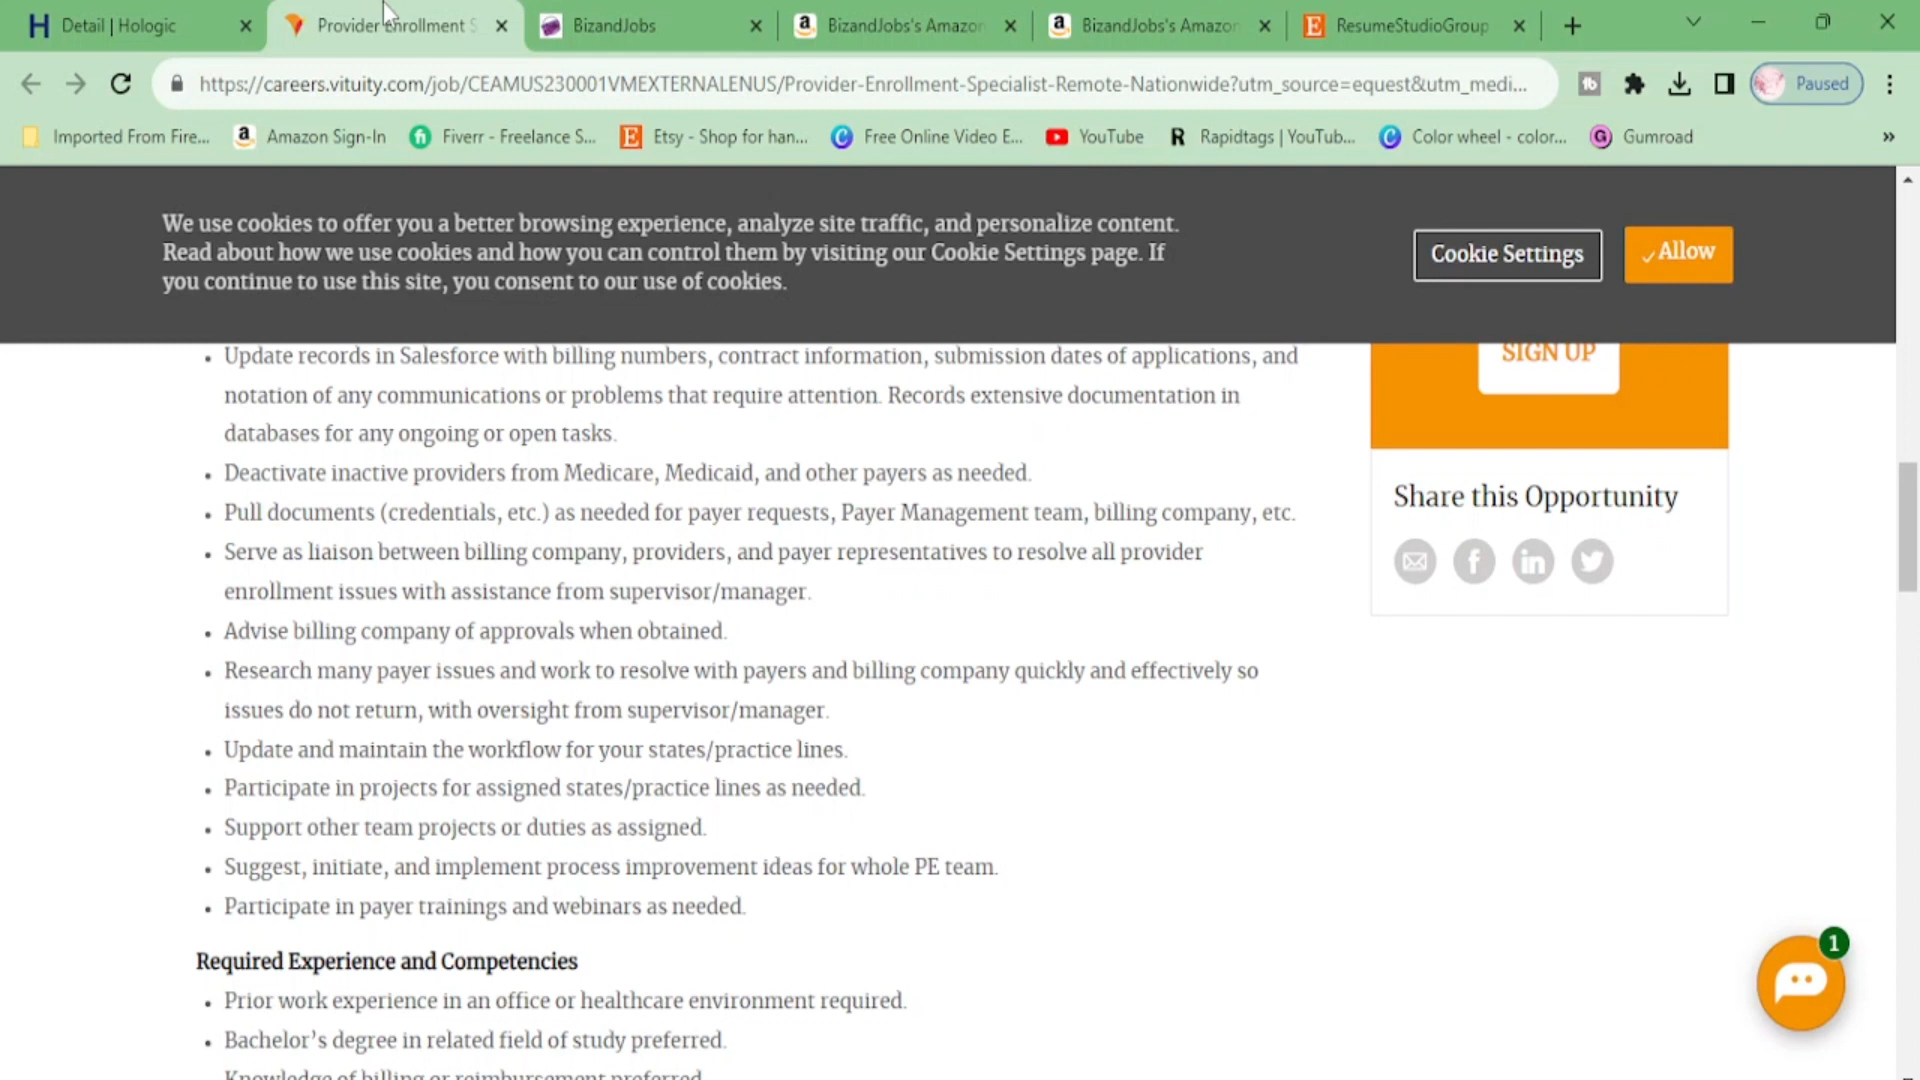 Detail | Hologic
Provider Enrollment S
BizandJobs
BizandJobs's Amazon
BizandJobs's Amazon
ResumeStudioGroup
https://careers.vituity.com/job/CEAMUS230001VMEXTERNALENUS/Provider-Enrollment-Specialist-Remote-Nationwide?utm_source=equest&utm_medi...
Paused
Imported From Fire...
Amazon Sign-In
Fiverr - Freelance S...
Etsy - Shop for han...
Free Online Video E...
YouTube
Rapidtags | YouTub...
Color wheel - color...
Gumroad
We use cookies to offer you a better browsing experience, analyze site traffic, and personalize content.
Read about how we use cookies and how you can control them by visiting our Cookie Settings page. If
you continue to use this site, you consent to our use of cookies.
Cookie Settings
Allow
Update records in Salesforce with billing numbers, contract information, submission dates of applications, and
notation of any communications or problems that require attention. Records extensive documentation in
databases for any ongoing or open tasks.
Deactivate inactive providers from Medicare, Medicaid, and other payers as needed.
Pull documents (credentials, etc.) as needed for payer requests, Payer Management team, billing company, etc.
Serve as liaison between billing company, providers, and payer representatives to resolve all provider
enrollment issues with assistance from supervisor/manager.
Advise billing company of approvals when obtained.
Research many payer issues and work to resolve with payers and billing company quickly and effectively so
issues do not return, with oversight from supervisor/manager.
Update and maintain the workflow for your states/practice lines.
Participate in projects for assigned states/practice lines as needed.
Support other team projects or duties as assigned.
Suggest, initiate, and implement process improvement ideas for whole PE team.
Participate in payer trainings and webinars as needed.
Required Experience and Competencies
Prior work experience in an office or healthcare environment required.
Bachelor’s degree in related field of study preferred.
Knowledge of billing or reimbursement preferred.
SIGN UP
Share this Opportunity
1